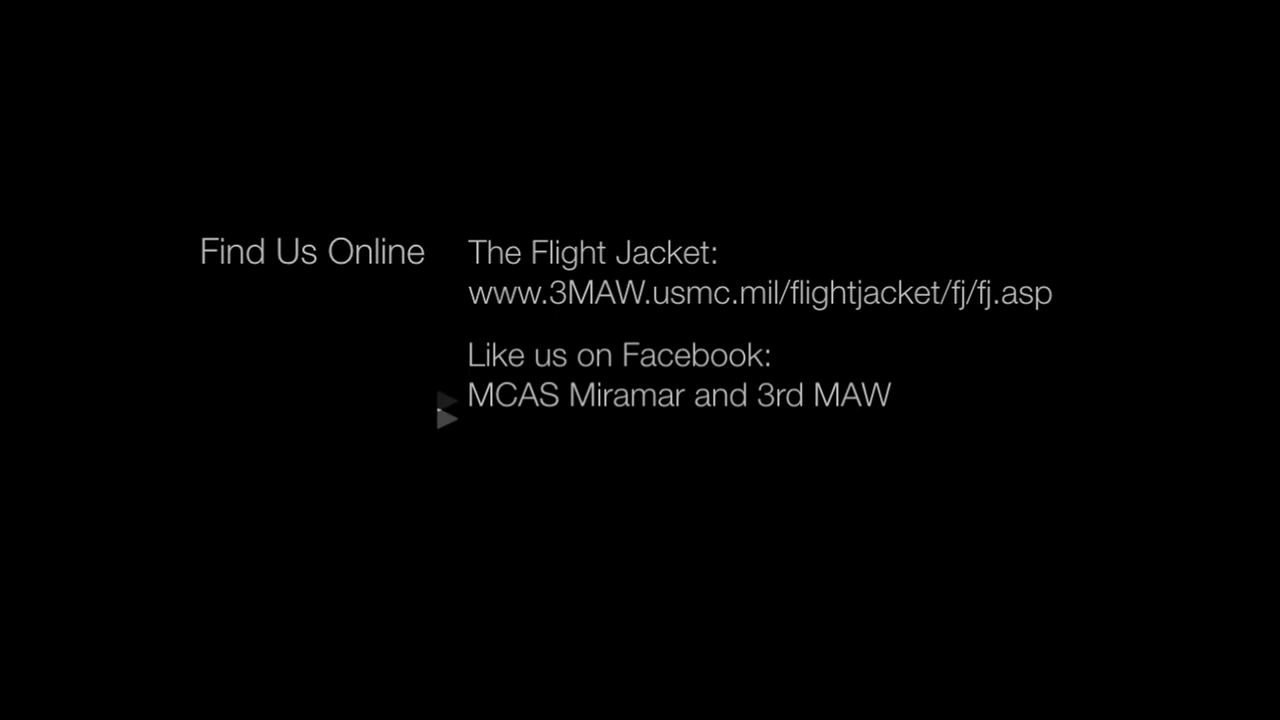 Find Us Online
The Flight Jacket:
www.3MAW.usmc.mil/flightjacket/fj/fj.asp
Like us on Facebook:
MCAS Miramar and 3rd MAW